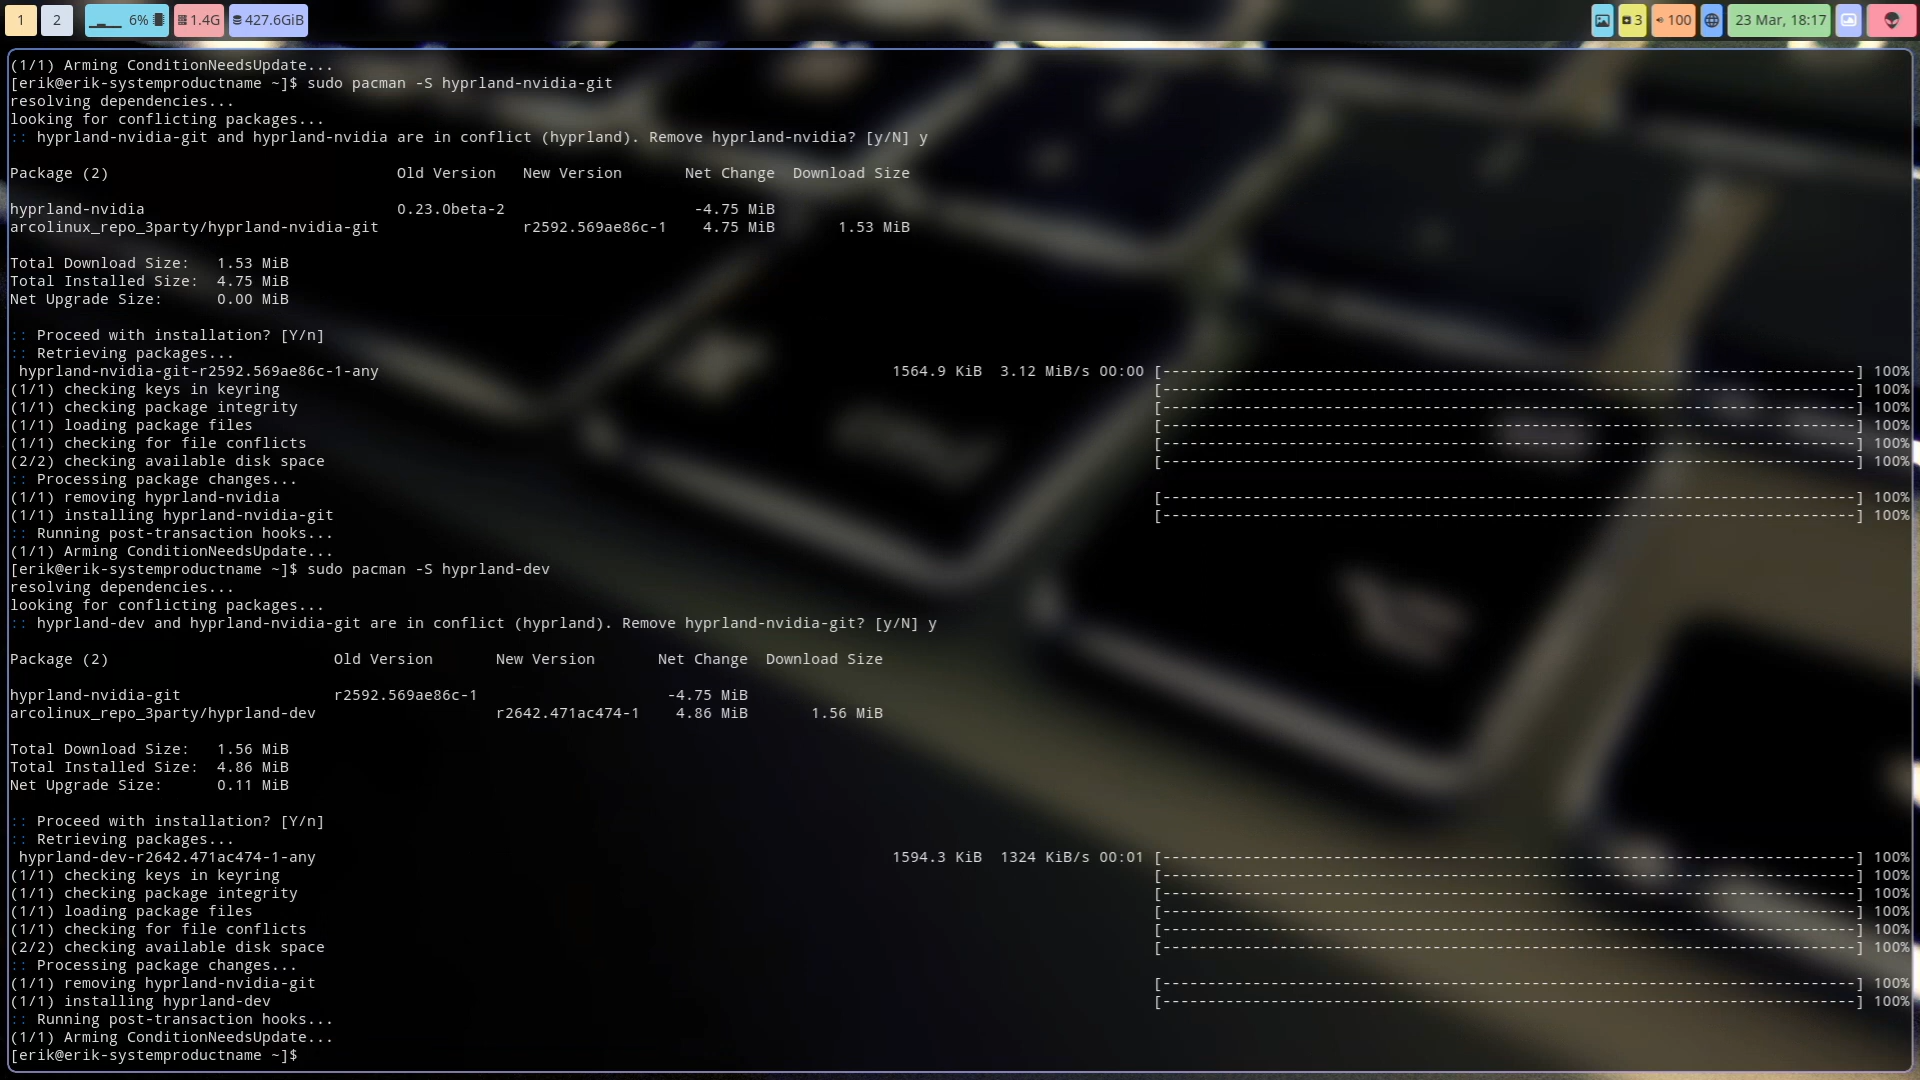 1 2 6% 1.4G 427.6GiB 3 100 23 Mar, 18:17
(1/1) Arming ConditionNeedsUpdate...
[erik@erik-systemproductname ~]$ sudo pacman -S hyprland-nvidia-git
resolving dependencies...
looking for conflicting packages...
:: hyprland-nvidia-git and hyprland-nvidia are in conflict (hyprland). Remove hyprland-nvidia? [y/N] y
Package (2) Old Version New Version Net Change Download Size
hyprland-nvidia 0.23.0beta-2 -4.75 MiB
arcolinux_repo_3party/hyprland-nvidia-git r2592.569ae86c-1 4.75 MiB 1.53 MiB
Total Download Size: 1.53 MiB
Total Installed Size: 4.75 MiB
Net Upgrade Size: 0.00 MiB
:: Proceed with installation? [Y/n]
:: Retrieving packages...
hyprland-nvidia-git-r2592.569ae86c-1-any 1564.9 KiB 3.12 MiB/s 00:00 [------------------------------------------------------------------------------] 100%
(1/1) checking keys in keyring [------------------------------------------------------------------------------] 100%
(1/1) checking package integrity [------------------------------------------------------------------------------] 100%
(1/1) loading package files [------------------------------------------------------------------------------] 100%
(1/1) checking for file conflicts [------------------------------------------------------------------------------] 100%
(2/2) checking available disk space [------------------------------------------------------------------------------] 100%
:: Processing package changes...
(1/1) removing hyprland-nvidia [------------------------------------------------------------------------------] 100%
(1/1) installing hyprland-nvidia-git [------------------------------------------------------------------------------] 100%
:: Running post-transaction hooks...
(1/1) Arming ConditionNeedsUpdate...
[erik@erik-systemproductname ~]$ sudo pacman -S hyprland-dev
resolving dependencies...
looking for conflicting packages...
:: hyprland-dev and hyprland-nvidia-git are in conflict (hyprland). Remove hyprland-nvidia-git? [y/N] y
Package (2) Old Version New Version Net Change Download Size
hyprland-nvidia-git r2592.569ae86c-1 -4.75 MiB
arcolinux_repo_3party/hyprland-dev r2642.471ac474-1 4.86 MiB 1.56 MiB
Total Download Size: 1.56 MiB
Total Installed Size: 4.86 MiB
Net Upgrade Size: 0.11 MiB
:: Proceed with installation? [Y/n]
:: Retrieving packages...
hyprland-dev-r2642.471ac474-1-any 1594.3 KiB 1324 KiB/s 00:01 [------------------------------------------------------------------------------] 100%
(1/1) checking keys in keyring [------------------------------------------------------------------------------] 100%
(1/1) checking package integrity [------------------------------------------------------------------------------] 100%
(1/1) loading package files [------------------------------------------------------------------------------] 100%
(1/1) checking for file conflicts [------------------------------------------------------------------------------] 100%
(2/2) checking available disk space [------------------------------------------------------------------------------] 100%
:: Processing package changes...
(1/1) removing hyprland-nvidia-git [------------------------------------------------------------------------------] 100%
(1/1) installing hyprland-dev [------------------------------------------------------------------------------] 100%
:: Running post-transaction hooks...
(1/1) Arming ConditionNeedsUpdate...
[erik@erik-systemproductname ~]$